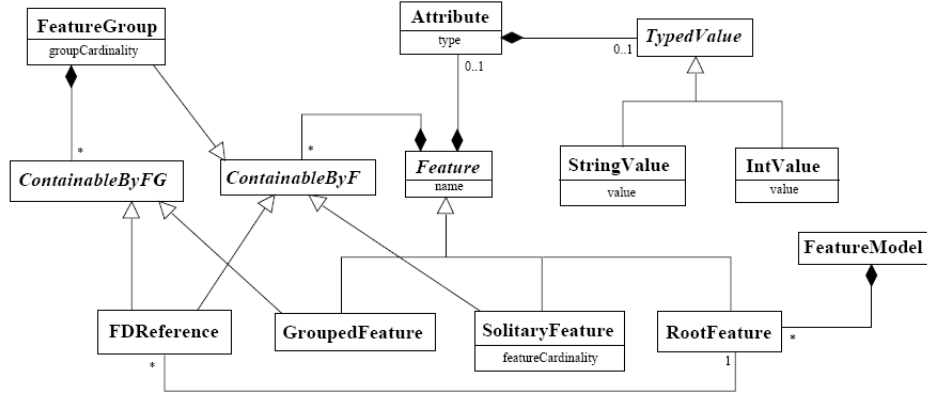 FeatureGroup
groupCardinality
Attribute
type
TypedValue
0..1
0..1
StringValue
value
IntValue
value
*
*
ContainableByFG
ContainableByF
Feature
name
FeatureModel
FDReference
GroupedFeature
SolitaryFeature
featureCardinality
RootFeature
*
*
1